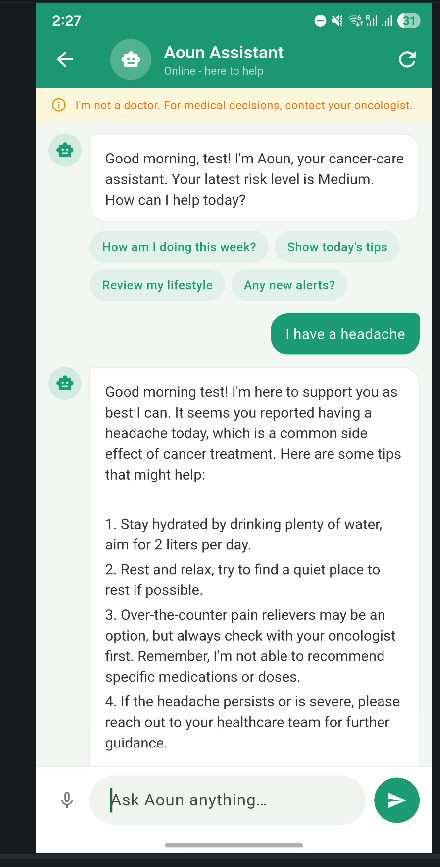 2:27
31
Aoun Assistant
Online - here to help
I'm not a doctor. For medical decisions, contact your oncologist.
Good morning, test! I'm Aoun, your cancer-care
assistant. Your latest risk level is Medium.
How can I help today?
How am I doing this week?
Show today's tips
Review my lifestyle
Any new alerts?
I have a headache
Good morning test! I'm here to support you as
best I can. It seems you reported having a
headache today, which is a common side
effect of cancer treatment. Here are some tips
that might help:
1. Stay hydrated by drinking plenty of water,
aim for 2 liters per day.
2. Rest and relax, try to find a quiet place to
rest if possible.
3. Over-the-counter pain relievers may be an
option, but always check with your oncologist
first. Remember, I'm not able to recommend
specific medications or doses.
4. If the headache persists or is severe, please
reach out to your healthcare team for further
guidance.
Ask Aoun anything...